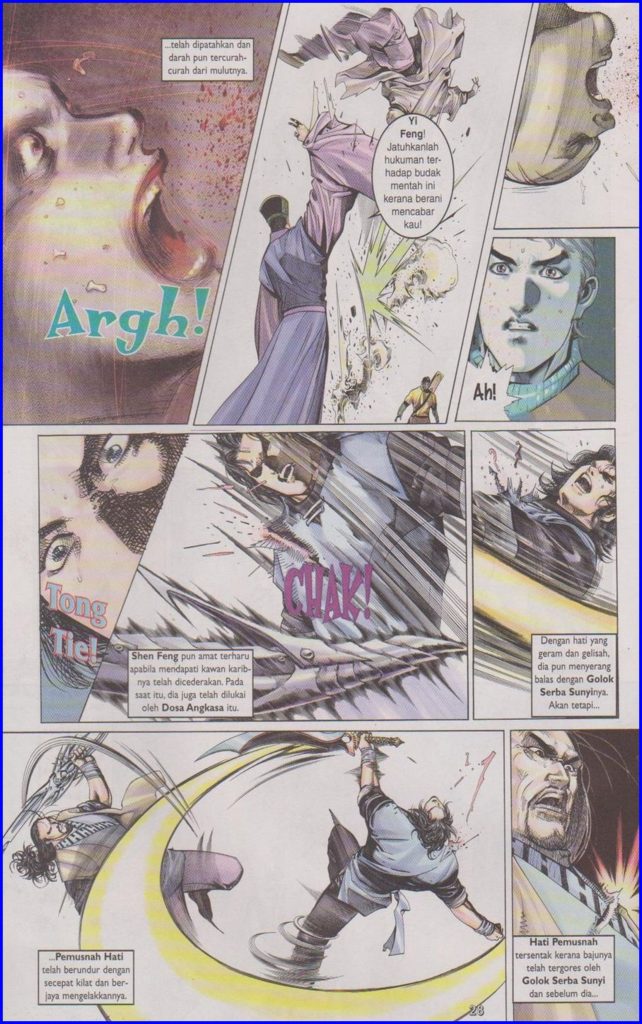 ...telah dipatahkan dan
darah pun tercurah-
curah dari mulutnya.
Argh!
Yi
Feng!
Jatuhkanlah
hukuman ter-
hadap budak
mentah ini
kerana berani
mencabar
kau!
Ah!
Tong
Tie!
Shen Feng pun amat terharu
apabila mendapati kawan karib-
nya telah dicederakan. Pada
saat itu, dia juga telah dilukai
oleh Dosa Angkasa itu.
CHAK!
Dengan hati yang
geram dan gelisah,
dia pun menyerang
balas dengan Golok
Serba Sunyinya.
Akan tetapi...
...Pemusnah Hati
telah berundur dengan
secepat kilat dan ber-
jaya mengelakkannya.
Hati Pemusnah
tersentak kerana bajunya
telah tergores oleh
Golok Serba Sunyi
dan sebelum dia...
28